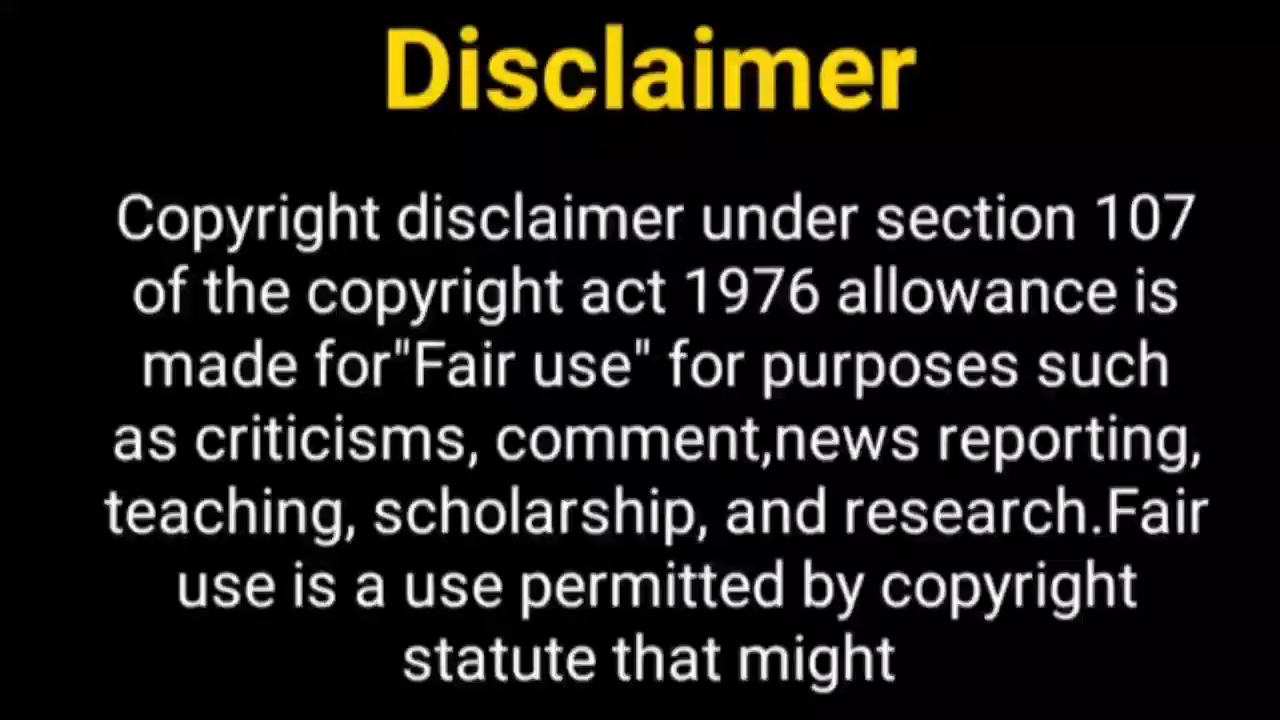 Disclaimer
Copyright disclaimer under section 107
of the copyright act 1976 allowance is
made for"Fair use" for purposes such
as criticisms, comment,news reporting,
teaching, scholarship, and research.Fair
use is a use permitted by copyright
statute that might